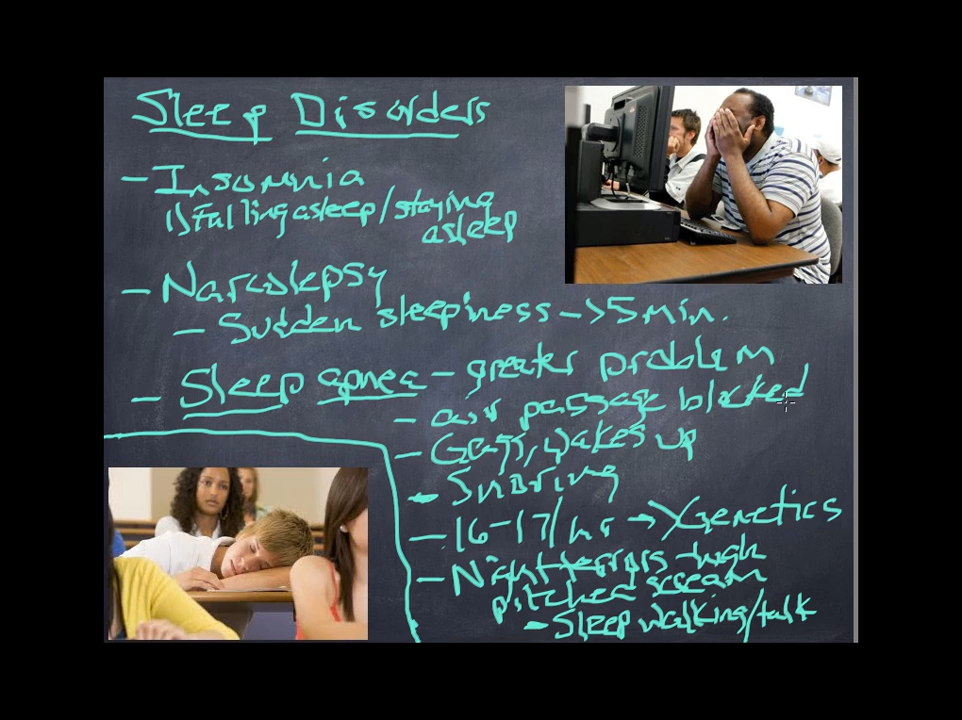 Sleep Disorders
- Insomnia
1) Falling asleep/staying
asleep
- Narcolepsy
- Sudden sleepiness -> 5 min.
- Sleep apnea - greater problem
- air passage blocked
- Gasp, wakes up
- Snoring
- 16-17/hr -> Genetics
- Night terrors - high
pitched scream
- Sleep walking/talk